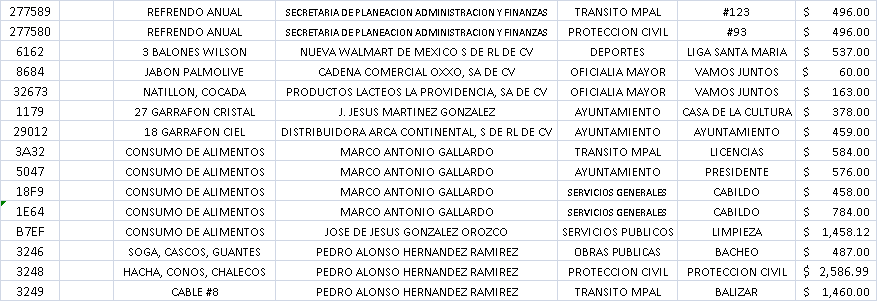 277589 REFRENDO ANUAL SECRETARIA DE PLANEACION ADMINISTRACION Y FINANZAS TRANSITO MPAL #123 $ 496.00
277580 REFRENDO ANUAL SECRETARIA DE PLANEACION ADMINISTRACION Y FINANZAS PROTECCION CIVIL #93 $ 496.00
6162 3 BALONES WILSON NUEVA WALMART DE MEXICO S DE RL DE CV DEPORTES LIGA SANTA MARIA $ 537.00
8684 JABON PALMOLIVE CADENA COMERCIAL OXXO, SA DE CV OFICIALIA MAYOR VAMOS JUNTOS $ 60.00
32673 NATILLON, COCADA PRODUCTOS LACTEOS LA PROVIDENCIA, SA DE CV OFICIALIA MAYOR VAMOS JUNTOS $ 163.00
1179 27 GARRAFON CRISTAL J. JESUS MARTINEZ GONZALEZ AYUNTAMIENTO CASA DE LA CULTURA $ 378.00
29012 18 GARRAFON CIEL DISTRIBUIDORA ARCA CONTINENTAL, S DE RL DE CV AYUNTAMIENTO AYUNTAMIENTO $ 459.00
3A32 CONSUMO DE ALIMENTOS MARCO ANTONIO GALLARDO TRANSITO MPAL LICENCIAS $ 584.00
5047 CONSUMO DE ALIMENTOS MARCO ANTONIO GALLARDO AYUNTAMIENTO PRESIDENTE $ 576.00
18F9 CONSUMO DE ALIMENTOS MARCO ANTONIO GALLARDO SERVICIOS GENERALES CABILDO $ 458.00
1E64 CONSUMO DE ALIMENTOS MARCO ANTONIO GALLARDO SERVICIOS GENERALES CABILDO $ 784.00
B7EF CONSUMO DE ALIMENTOS JOSE DE JESUS GONZALEZ OROZCO SERVICIOS PUBLICOS LIMPIEZA $ 1,458.12
3246 SOGA, CASCOS, GUANTES PEDRO ALONSO HERNANDEZ RAMIREZ OBRAS PUBLICAS BACHEO $ 487.00
3248 HACHA, CONOS, CHALECOS PEDRO ALONSO HERNANDEZ RAMIREZ PROTECCION CIVIL PROTECCION CIVIL $ 2,586.99
3249 CABLE #8 PEDRO ALONSO HERNANDEZ RAMIREZ TRANSITO MPAL BALIZAR $ 1,460.00